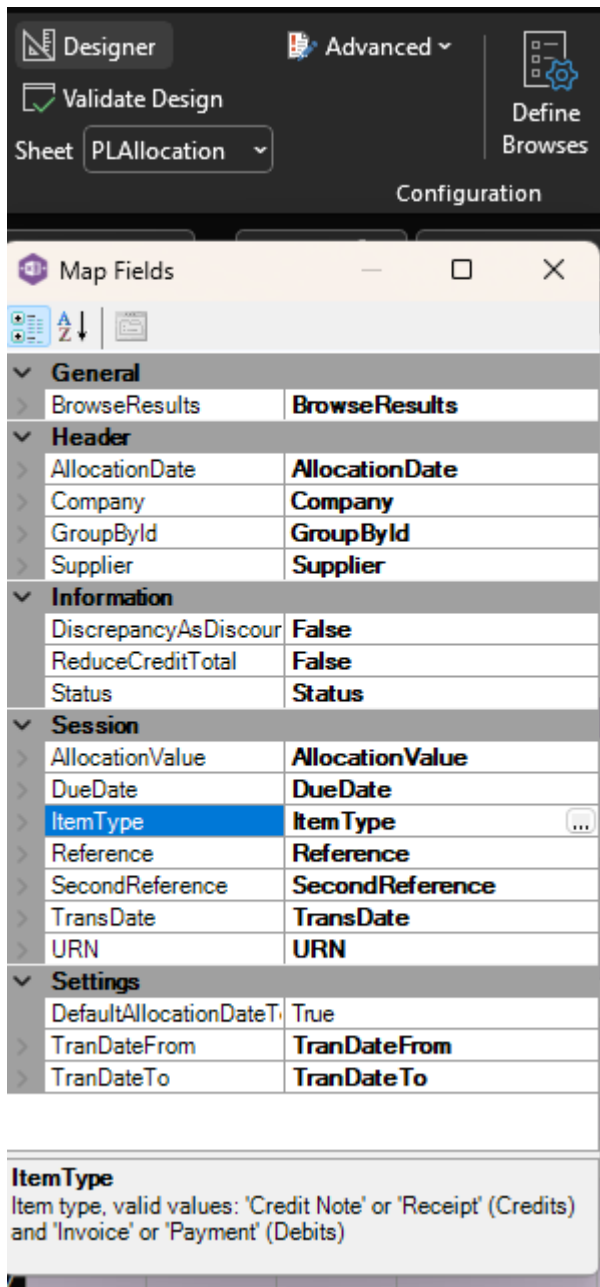 Designer
Advanced
Validate Design
Define Browses
Sheet PLAllocation
Configuration
Map Fields
General
BrowseResults BrowseResults
Header
AllocationDate AllocationDate
Company Company
GroupById GroupById
Supplier Supplier
Information
DiscrepancyAsDiscour False
ReduceCreditTotal False
Status Status
Session
AllocationValue AllocationValue
DueDate DueDate
ItemType ItemType ...
Reference Reference
SecondReference SecondReference
TransDate TransDate
URN URN
Settings
DefaultAllocationDateT True
TranDateFrom TranDateFrom
TranDateTo TranDateTo
ItemType
Item type, valid values: 'Credit Note' or 'Receipt' (Credits)
and 'Invoice' or 'Payment' (Debits)